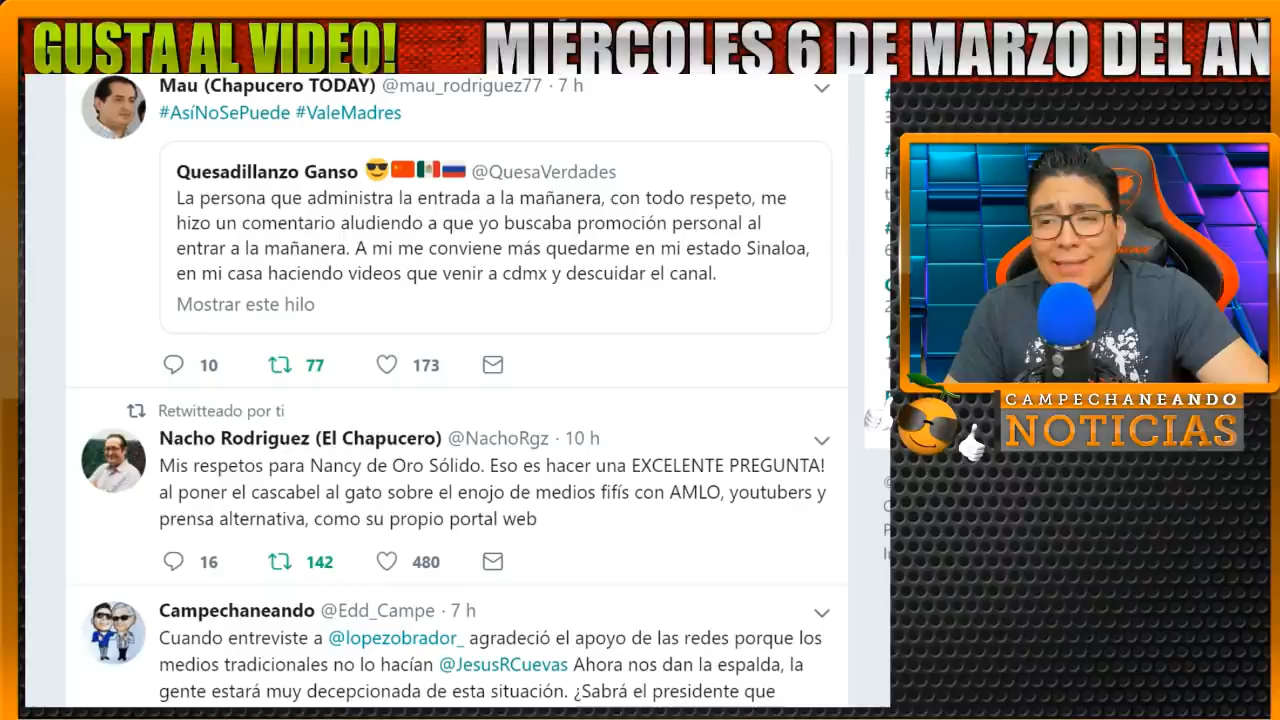 GUSTA AL VIDEO!
MIÉRCOLES 6 DE MARZO DEL AÑ
Mau (Chapucero TODAY) @mau_rodriguez77 · 7 h
#AsíNoSePuede #ValeMadres
Quesadillanzo Ganso @QuesaVerdades
La persona que administra la entrada a la mañanera, con todo respeto, me
hizo un comentario aludiendo a que yo buscaba promoción personal al
entrar a la mañanera. A mi me conviene más quedarme en mi estado Sinaloa,
en mi casa haciendo videos que venir a cdmx y descuidar el canal.
Mostrar este hilo
10 77 173
Retwitteado por ti
Nacho Rodriguez (El Chapucero) @NachoRgz · 10 h
Mis respetos para Nancy de Oro Sólido. Eso es hacer una EXCELENTE PREGUNTA!
al poner el cascabel al gato sobre el enojo de medios fifís con AMLO, youtubers y
prensa alternativa, como su propio portal web
16 142 480
Campechaneando @Edd_Campe · 7 h
Cuando entreviste a @lopezobrador_ agradeció el apoyo de las redes porque los
medios tradicionales no lo hacían @JesusRCuevas Ahora nos dan la espalda, la
gente estará muy decepcionada de esta situación. ¿Sabrá el presidente que
CAMPECHANEANDO
NOTICIAS